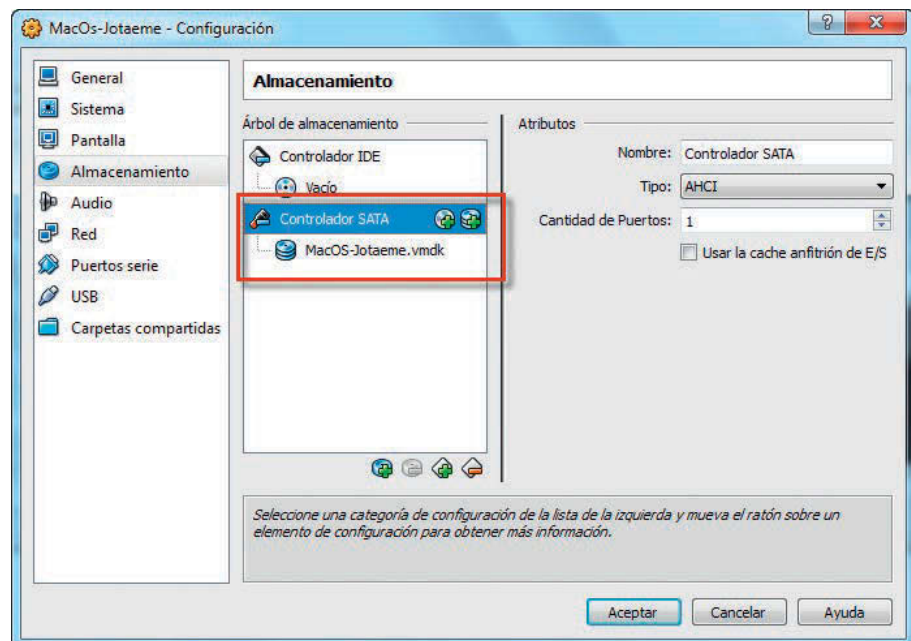 MacOs-Jotaeme - Configuración
General
Sistema
Pantalla
Almacenamiento
Audio
Red
Puertos serie
USB
Carpetas compartidas
Almacenamiento
Árbol de almacenamiento
Controlador IDE
Vacío
Controlador SATA
MacOS-Jotaeme.vmdk
Atributos
Nombre: Controlador SATA
Tipo: AHCI
Cantidad de Puertos: 1
Usar la cache anfitrión de E/S
Seleccione una categoría de configuración de la lista de la izquierda y mueva el ratón sobre un
elemento de configuración para obtener más información.
Aceptar Cancelar Ayuda